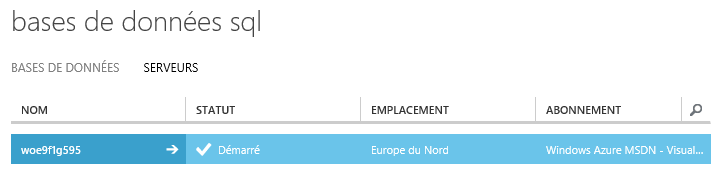 bases de données sql
BASES DE DONNÉES SERVEURS
NOM STATUT EMPLACEMENT ABONNEMENT
woe9f1g595 Démarré Europe du Nord Windows Azure MSDN - Visual...